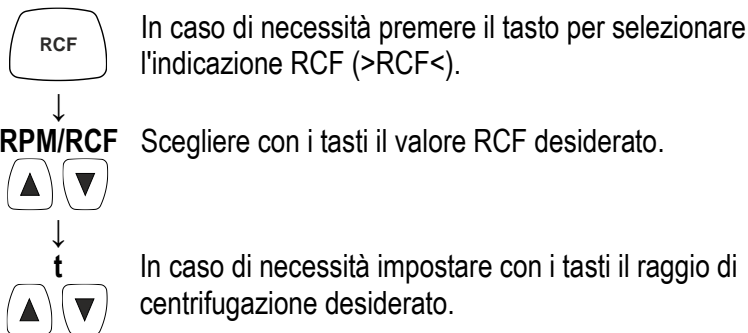 RCF
In caso di necessità premere il tasto per selezionare
l'indicazione RCF (>RCF<).
↓
RPM/RCF Scegliere con i tasti il valore RCF desiderato.
▲ ▼
↓
t In caso di necessità impostare con i tasti il raggio di
▲ ▼ centrifugazione desiderato.